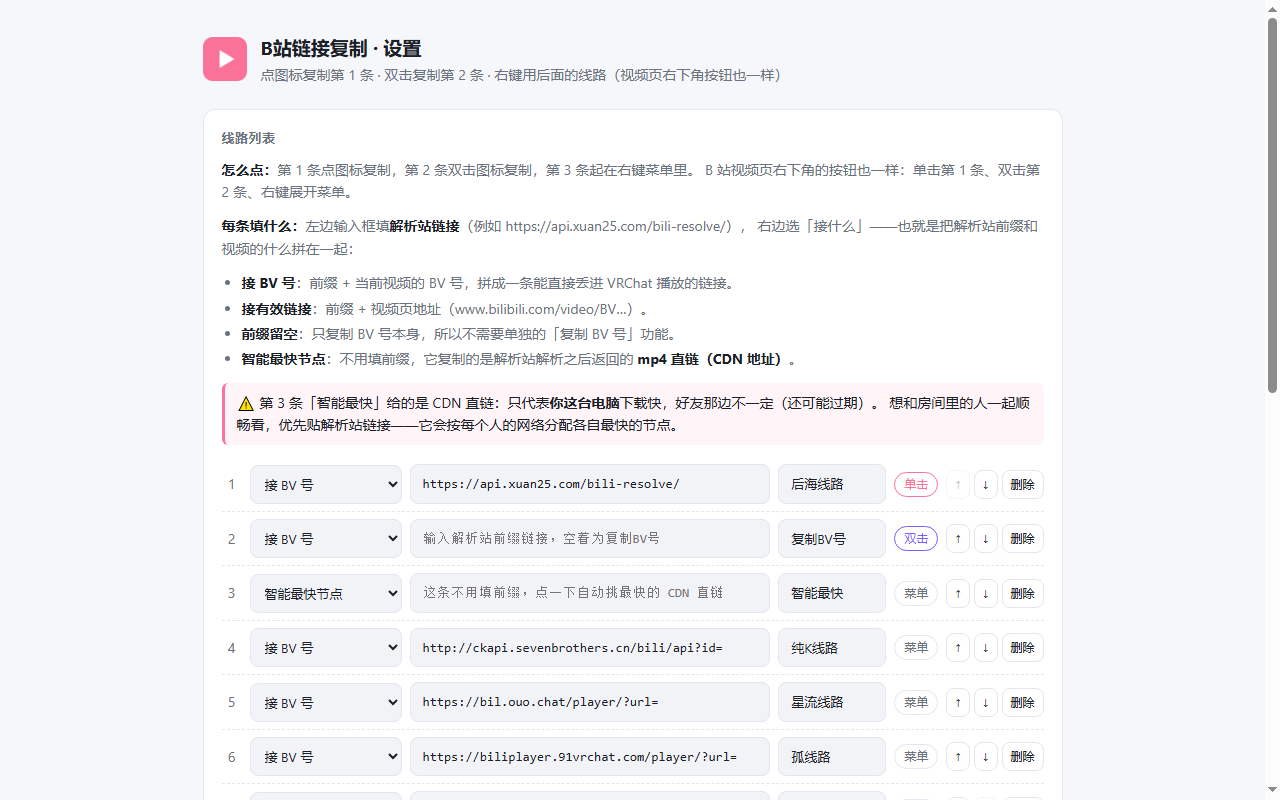 B站链接复制 · 设置
点图标复制第 1 条 · 双击复制第 2 条 · 右键用后面的线路（视频页右下角按钮也一样）
线路列表
怎么点：第 1 条点图标复制，第 2 条双击图标复制，第 3 条起在右键菜单里。 B 站视频页右下角的按钮也一样：单击第 1 条、双击第
2 条、右键展开菜单。
每条填什么：左边输入框填解析站链接（例如 https://api.xuan25.com/bili-resolve/）， 右边选「接什么」——也就是把解析站前缀和
视频的什么拼在一起：
• 接 BV 号：前缀 + 当前视频的 BV 号，拼成一条能直接丢进 VRChat 播放的链接。
• 接有效链接：前缀 + 视频页地址（www.bilibili.com/video/BV…）。
• 前缀留空：只复制 BV 号本身，所以不需要单独的「复制 BV 号」功能。
• 智能最快节点：不用填前缀，它复制的是解析站解析之后返回的 mp4 直链（CDN 地址）。
⚠️ 第 3 条「智能最快」给的是 CDN 直链：只代表你这台电脑下载快，好友那边不一定（还可能过期）。 想和房间里的人一起顺
畅看，优先贴解析站链接——它会按每个人的网络分配各自最快的节点。
1 接 BV 号 https://api.xuan25.com/bili-resolve/ 后海线路 单击 ↑ ↓ 删除
2 接 BV 号 输入解析站前缀链接，空着为复制BV号 复制BV号 双击 ↑ ↓ 删除
3 智能最快节点 这条不用填前缀，点一下自动挑最快的 CDN 直链 智能最快 菜单 ↑ ↓ 删除
4 接 BV 号 http://ckapi.sevenbrothers.cn/bili/api?id= 纯K线路 菜单 ↑ ↓ 删除
5 接 BV 号 https://bil.ouo.chat/player/?url= 星流线路 菜单 ↑ ↓ 删除
6 接 BV 号 https://biliplayer.91vrchat.com/player/?url= 孤线路 菜单 ↑ ↓ 删除